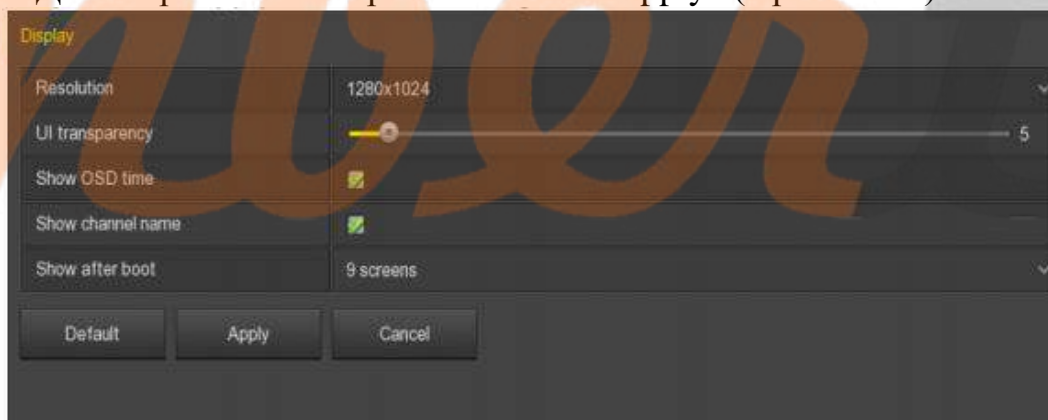 Display
Resolution 1280x1024
UI transparency 5
Show OSD time
Show channel name
Show after boot 9 screens
Default Apply Cancel